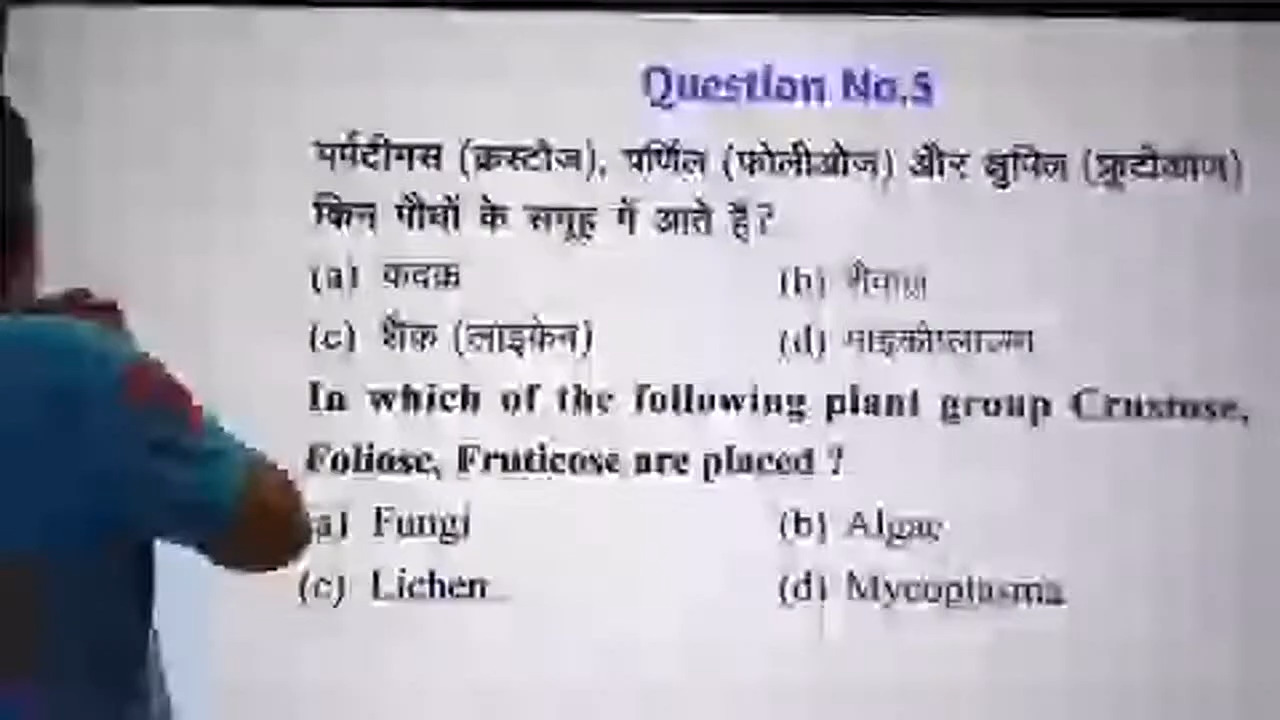 Question No.5
पर्पटीमस (क्रस्टोज), पर्णिल (फोलीओज) और क्षुपिल (फ्रूटीकोज)
किन पौधों के समूह में आते हैं?
(a) कवक (b) शैवाल
(c) शैक (लाइकेन) (d) माइकोप्लाज्मा
In which of the following plant group Crustose,
Foliose, Fruticose are placed ?
(a) Fungi (b) Algae
(c) Lichen (d) Mycoplasma